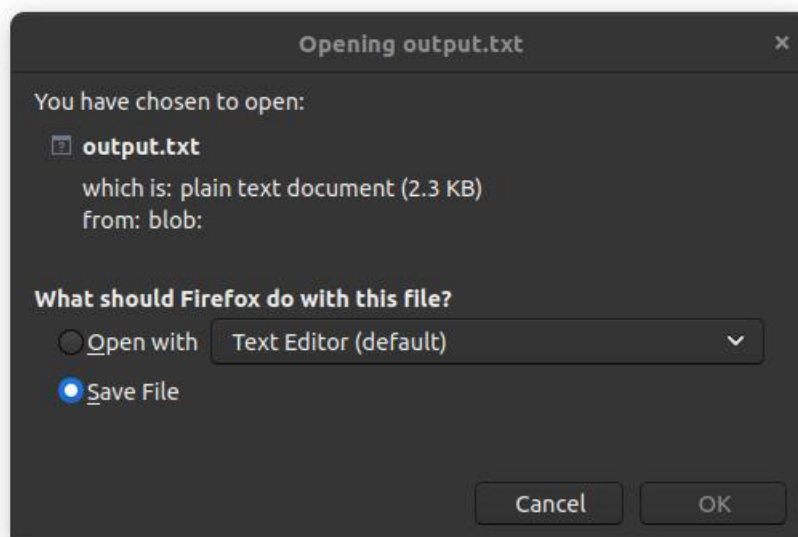 Opening output.txt ×
You have chosen to open:
output.txt
which is: plain text document (2.3 KB)
from: blob:
What should Firefox do with this file?
Open with Text Editor (default)
Save File
Cancel OK